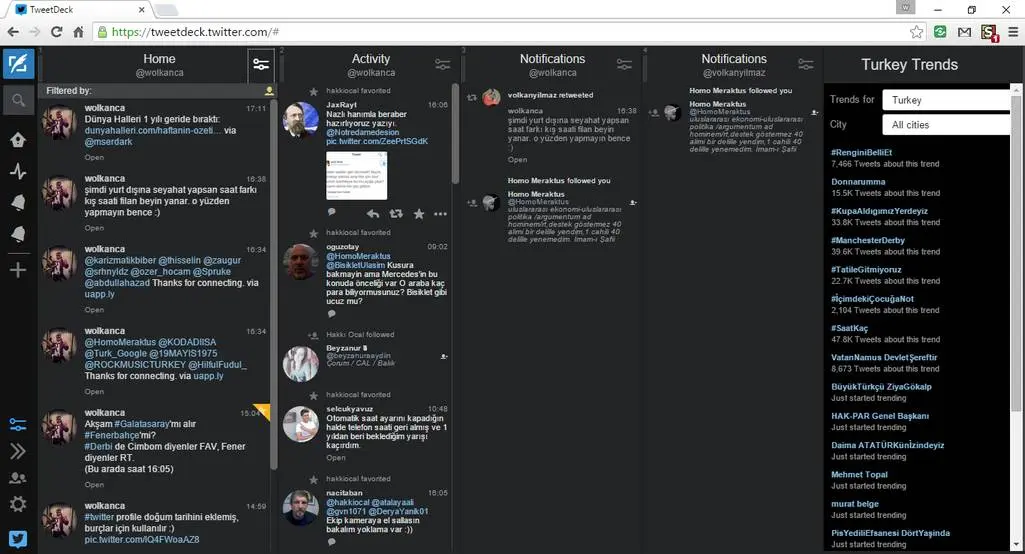 TweetDeck
https://tweetdeck.twitter.com/#
1
Home
@wolkanca
Filtered by:
wolkanca 17:11
Dünya Halleri 1 yılı geride bıraktı:
dunyahalleri.com/haftanin-ozeti... via
@mserdark
Open
wolkanca 16:38
şimdi yurt dışına seyahat yapsan saat farkı
kış saati filan beyin yanar. o yüzden
yapmayın bence :)
Open
wolkanca 16:34
@karizmatikbiber @thisselin @zaugur
@srhnyldz @ozer_hocam @Spruke
@abdullahazad Thanks for connecting. via
uapp.ly
Open
wolkanca 16:34
@HomoMeraktus @KODADIISA
@Turk_Google @19MAYIS1975
@ROCKMUSICTURKEY @HilfulFudul_
Thanks for connecting. via uapp.ly
Open
wolkanca 15:04
Akşam #Galatasaray'mı alır
#Fenerbahçe'mi?
#Derbi de Cimbom diyenler FAV, Fener
diyenler RT.
(Bu arada saat 16:05)
Open
wolkanca 14:59
#twitter profile doğum tarihini eklemiş,
burçlar için kullanılır :)
pic.twitter.com/IQ4FWoaAZ8
2
Activity
@wolkanca
hakkiocal favorited
JaxRayt 16:06
Nazlı hanımla beraber
hazırlıyoruz yazıyı.
@Notredamedesion
pic.twitter.com/ZeePrtSGdK
hakkiocal favorited
oguzotay 09:02
@HomoMeraktus
@BisikletUlasim Kusura
bakmayin ama Mercedes'in bu
konuda önceliği var O araba kaç
para biliyormusunuz? Bisiklet gibi
ucuz mu?
Hakkı Ocal followed
Beyzanur
@beyzanuraaydin
Çorum / CAL / Balık
hakkiocal favorited
selcukyavuz 10:48
Otomatik saat ayarını kapadığın
halde telefon saati geri almış ve 1
yıldan beri beklediğim yarışı
kaçırdım.
Open
hakkiocal favorited
nacitaban 16:05
@hakkiocal @atalayaali
@gvn1071 @DeryaYanik01
Ekip kameraya el sallasın
bakalım yoklama var :))
3
Notifications
@wolkanca
volkanyilmaz retweeted
wolkanca 16:38
şimdi yurt dışına seyahat yapsan
saat farkı kış saati filan beyin
yanar. o yüzden yapmayın bence
:)
Open
Homo Meraktus followed you
Homo Meraktus
@HomoMeraktus
uluslararası ekonomi-uluslararası
politika /argumentum ad
hominem/rt,destek göstermez 40
alimi bir delille yendim,1 cahili 40
delille yenemedim. İmam-ı Şafii
4
Notifications
@volkanyilmaz
Homo Meraktus followed you
Homo Meraktus
@HomoMeraktus
uluslararası ekonomi-uluslararası
politika /argumentum ad
hominem/rt,destek göstermez 40
alimi bir delille yendim,1 cahili 40
delille yenemedim. İmam-ı Şafii
Turkey Trends
Trends for Turkey
City All cities
#RenginiBelliEt
7,466 Tweets about this trend
Donnarumma
15.5K Tweets about this trend
#KupaAldıgımızYerdeyiz
33.8K Tweets about this trend
#ManchesterDerby
39.6K Tweets about this trend
#TatileGitmiyoruz
22.7K Tweets about this trend
#İçimdekiÇocuğaNot
2,104 Tweets about this trend
#SaatKaç
47.8K Tweets about this trend
VatanNamus DevletŞereftir
8,673 Tweets about this trend
BüyükTürkçü ZiyaGökalp
Just started trending
HAK-PAR Genel Başkanı
Just started trending
Daima ATATÜRKünİzindeyiz
Just started trending
Mehmet Topal
Just started trending
murat belge
Just started trending
PisYediliEfsanesi DörtYaşında
Just started trending